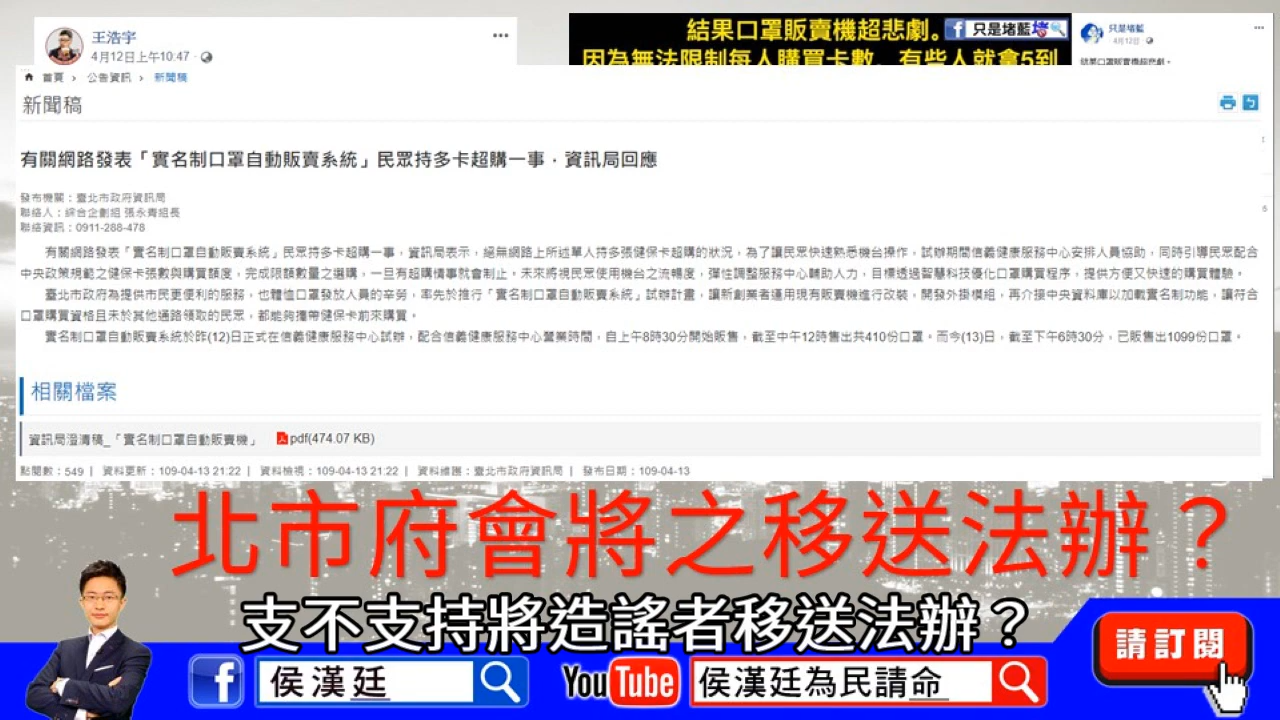 王浩宇
4月12日上午10:47
結果口罩販賣機超悲劇。
只是堵藍
因為無法限制每人購買卡數，有些人就拿5到
只是堵藍
4月12日
結果口罩販賣機超悲劇。
首頁 › 公告資訊 › 新聞稿
新聞稿
有關網路發表「實名制口罩自動販賣系統」民眾持多卡超購一事，資訊局回應
發布機關：臺北市政府資訊局
聯絡人：綜合企劃組 張永青組長
聯絡資訊：0911-288-478
有關網路發表「實名制口罩自動販賣系統」民眾持多卡超購一事，資訊局表示，絕無網路上所述單人持多張健保卡超購的狀況，為了讓民眾快速熟悉機台操作，試辦期間信義健康服務中心安排人員協助，同時引導民眾配合
中央政策規範之健保卡張數與購買額度，完成限額數量之選購，一旦有超購情事就會制止。未來將視民眾使用機台之流暢度，彈性調整服務中心輔助人力，目標透過智慧科技優化口罩購買程序，提供方便又快速的購買體驗。
臺北市政府為提供市民更便利的服務，也體恤口罩發放人員的辛勞，率先於推行「實名制口罩自動販賣系統」試辦計畫，讓新創業者運用現有販賣機進行改裝，開發外掛模組，再介接中央資料庫以加載實名制功能，讓符合
口罩購買資格且未於其他通路領取的民眾，都能夠攜帶健保卡前來購買。
實名制口罩自動販賣系統於昨(12)日正式在信義健康服務中心試辦，配合信義健康服務中心營業時間，自上午8時30分開始販售，截至中午12時售出共410份口罩。而今(13)日，截至下午6時30分，已販售出1099份口罩。
相關檔案
資訊局澄清稿_「實名制口罩自動販賣機」 pdf(474.07 KB)
點閱數：549 | 資料更新：109-04-13 21:22 | 資料檢視：109-04-13 21:22 | 資料維護：臺北市政府資訊局 | 發布日期：109-04-13
北市府會將之移送法辦？
支不支持將造謠者移送法辦？
侯漢廷
YouTube
侯漢廷為民請命
請訂閱